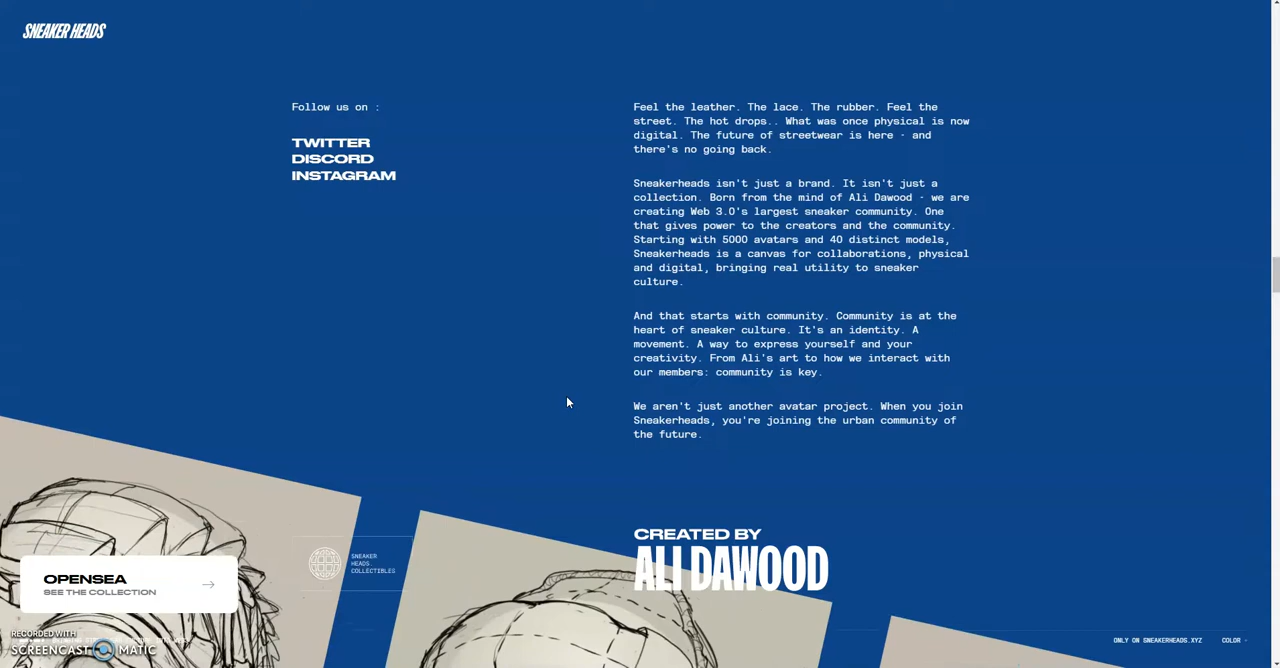 SNEAKER HEADS
Follow us on :
TWITTER
DISCORD
INSTAGRAM
Feel the leather. The lace. The rubber. Feel the
street. The hot drops.. What was once physical is now
digital. The future of streetwear is here - and
there's no going back.
Sneakerheads isn't just a brand. It isn't just a
collection. Born from the mind of Ali Dawood - we are
creating Web 3.0's largest sneaker community. One
that gives power to the creators and the community.
Starting with 5000 avatars and 40 distinct models,
Sneakerheads is a canvas for collaborations, physical
and digital, bringing real utility to sneaker
culture.
And that starts with community. Community is at the
heart of sneaker culture. It's an identity. A
movement. A way to express yourself and your
creativity. From Ali's art to how we interact with
our members: community is key.
We aren't just another avatar project. When you join
Sneakerheads, you're joining the urban community of
the future.
CREATED BY
ALI DAWOOD
SNEAKER
HEADS.
COLLECTIBLES
OPENSEA
SEE THE COLLECTION
RECORDED WITH
SCREENCAST MATIC
ONLY ON SNEAKERHEADS.XYZ
COLOR -